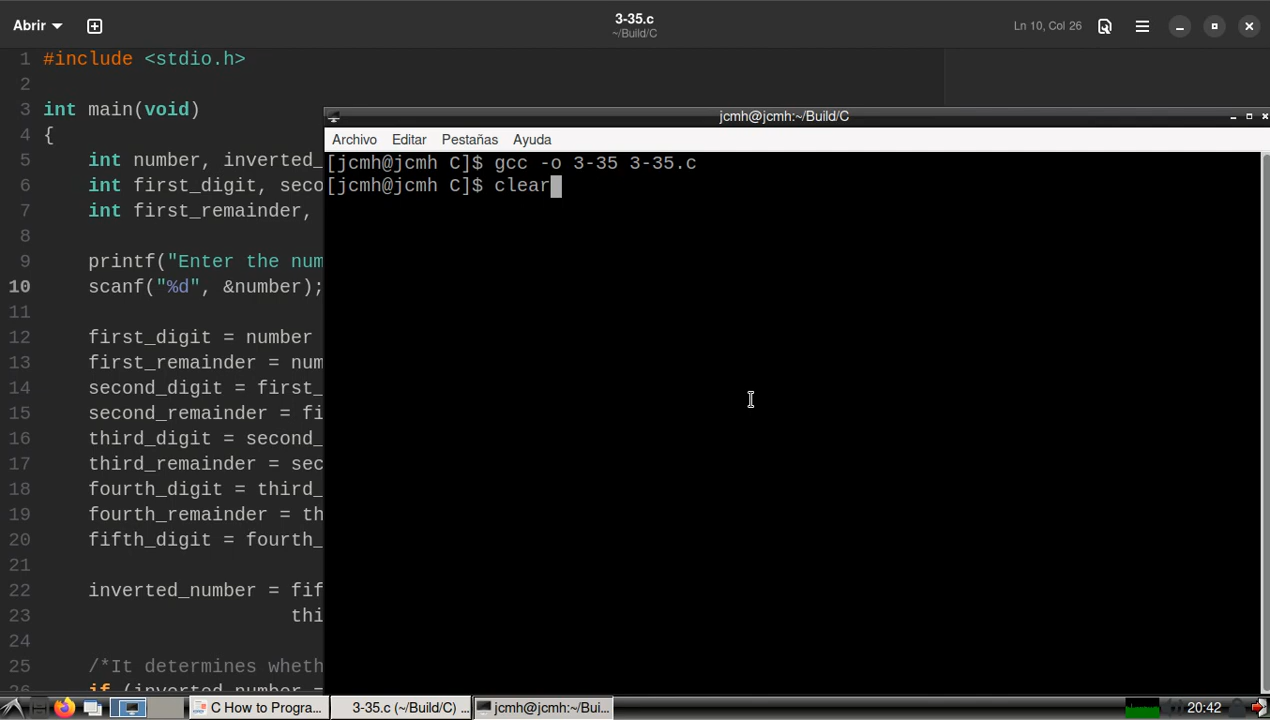 Abrir
3-35.c
~/Build/C
Ln 10, Col 26
1 #include <stdio.h>
2
3 int main(void)
4 {
5 int number, inverted_
6 int first_digit, seco
7 int first_remainder,
8
9 printf("Enter the num
10 scanf("%d", &number);
11
12 first_digit = number
13 first_remainder = num
14 second_digit = first_
15 second_remainder = fi
16 third_digit = second_
17 third_remainder = sec
18 fourth_digit = third_
19 fourth_remainder = th
20 fifth_digit = fourth_
21
22 inverted_number = fif
23 thi
24
25 /*It determines wheth
26 if (inverted_number =
jcmh@jcmh:~/Build/C
Archivo Editar Pestañas Ayuda
[jcmh@jcmh C]$ gcc -o 3-35 3-35.c
[jcmh@jcmh C]$ clear
C How to Progra...
3-35.c (~/Build/C) ...
jcmh@jcmh:~/Bui...
20:42